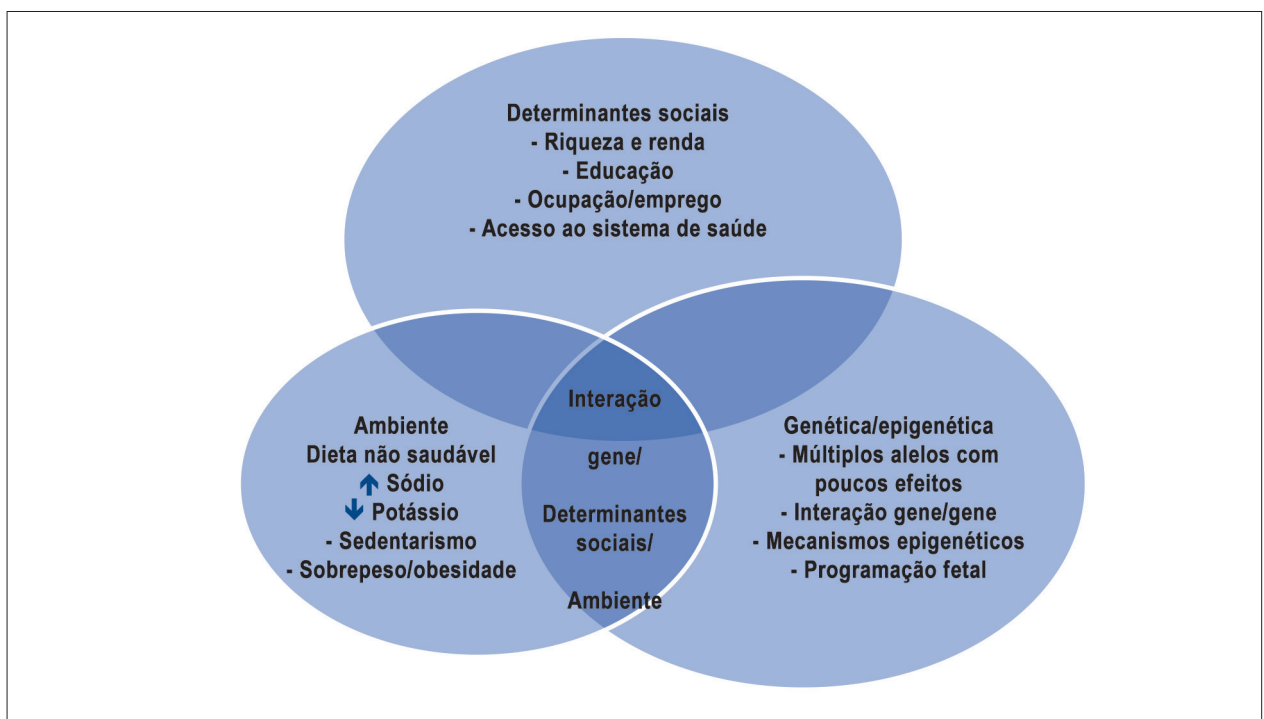 Determinantes sociais
- Riqueza e renda
- Educação
- Ocupação/emprego
- Acesso ao sistema de saúde
Ambiente
Dieta não saudável
↑ Sódio
↓ Potássio
- Sedentarismo
- Sobrepeso/obesidade
Interação
gene/
Determinantes
sociais/
Ambiente
Genética/epigenética
- Múltiplos alelos com
poucos efeitos
- Interação gene/gene
- Mecanismos epigenéticos
- Programação fetal